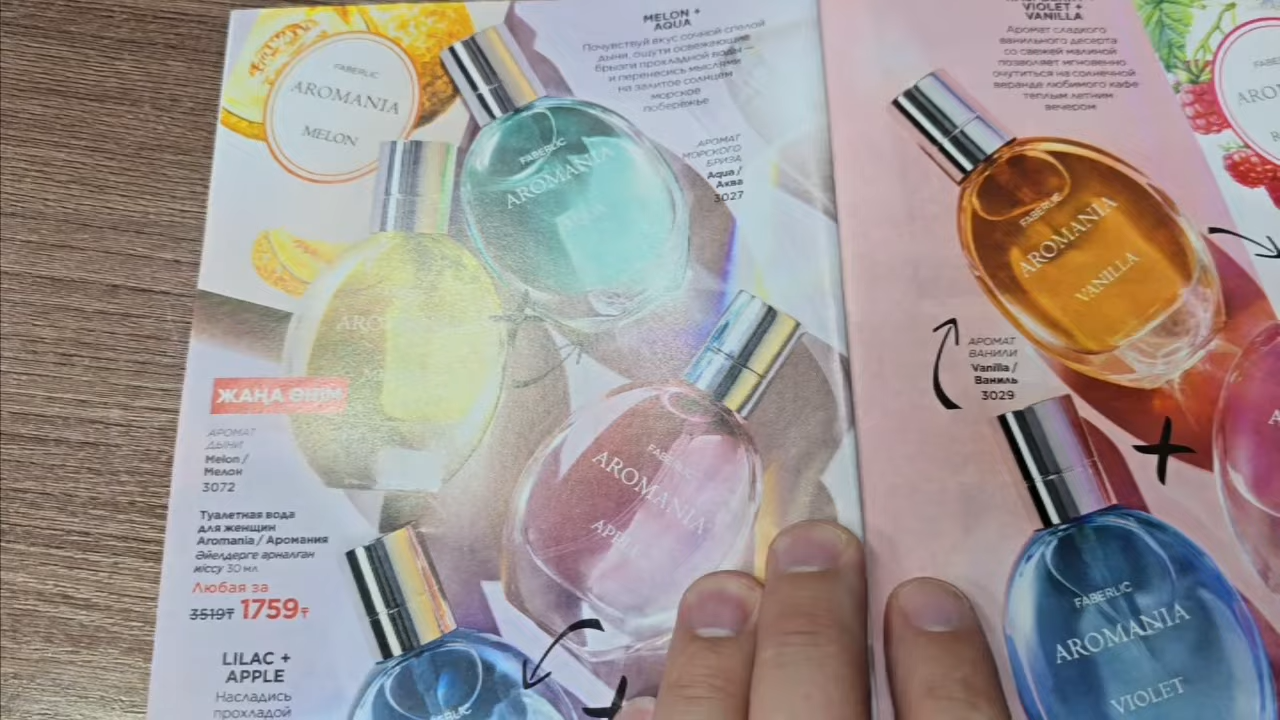 FABERLIC
AROMANIA
MELON
MELON +
AQUA
Почувствуй вкус сочной спелой
дыни, ощути освежающие
брызги прохладной воды —
и перенесись мыслями
на залитое солнцем
морское
побережье
FABERLIC
AROMANIA
АРОМАТ
МОРСКОГО
БРИЗА
Aqua /
Аква
3027
ЖАҢА ӨНІМ
АРОМАТ
ДЫНИ
Melon /
Мелон
3072
Туалетная вода
для женщин
Aromania / Аромания
Әйелдерге арналған
иіссу 30 мл
Любая за
3519₸ 1759₸
LILAC +
APPLE
Насладись
прохладой
FABERLIC
AROMANIA
VIOLET +
VANILLA
Аромат сладкого
ванильного десерта
со свежей малиной
позволяет мгновенно
очутиться на солнечной
веранде любимого кафе
теплым летним
вечером
FABERLIC
AROMANIA
VANILLA
АРОМАТ
ВАНИЛИ
Vanilla /
Ваниль
3029
FABERLIC
AROMANIA
VIOLET